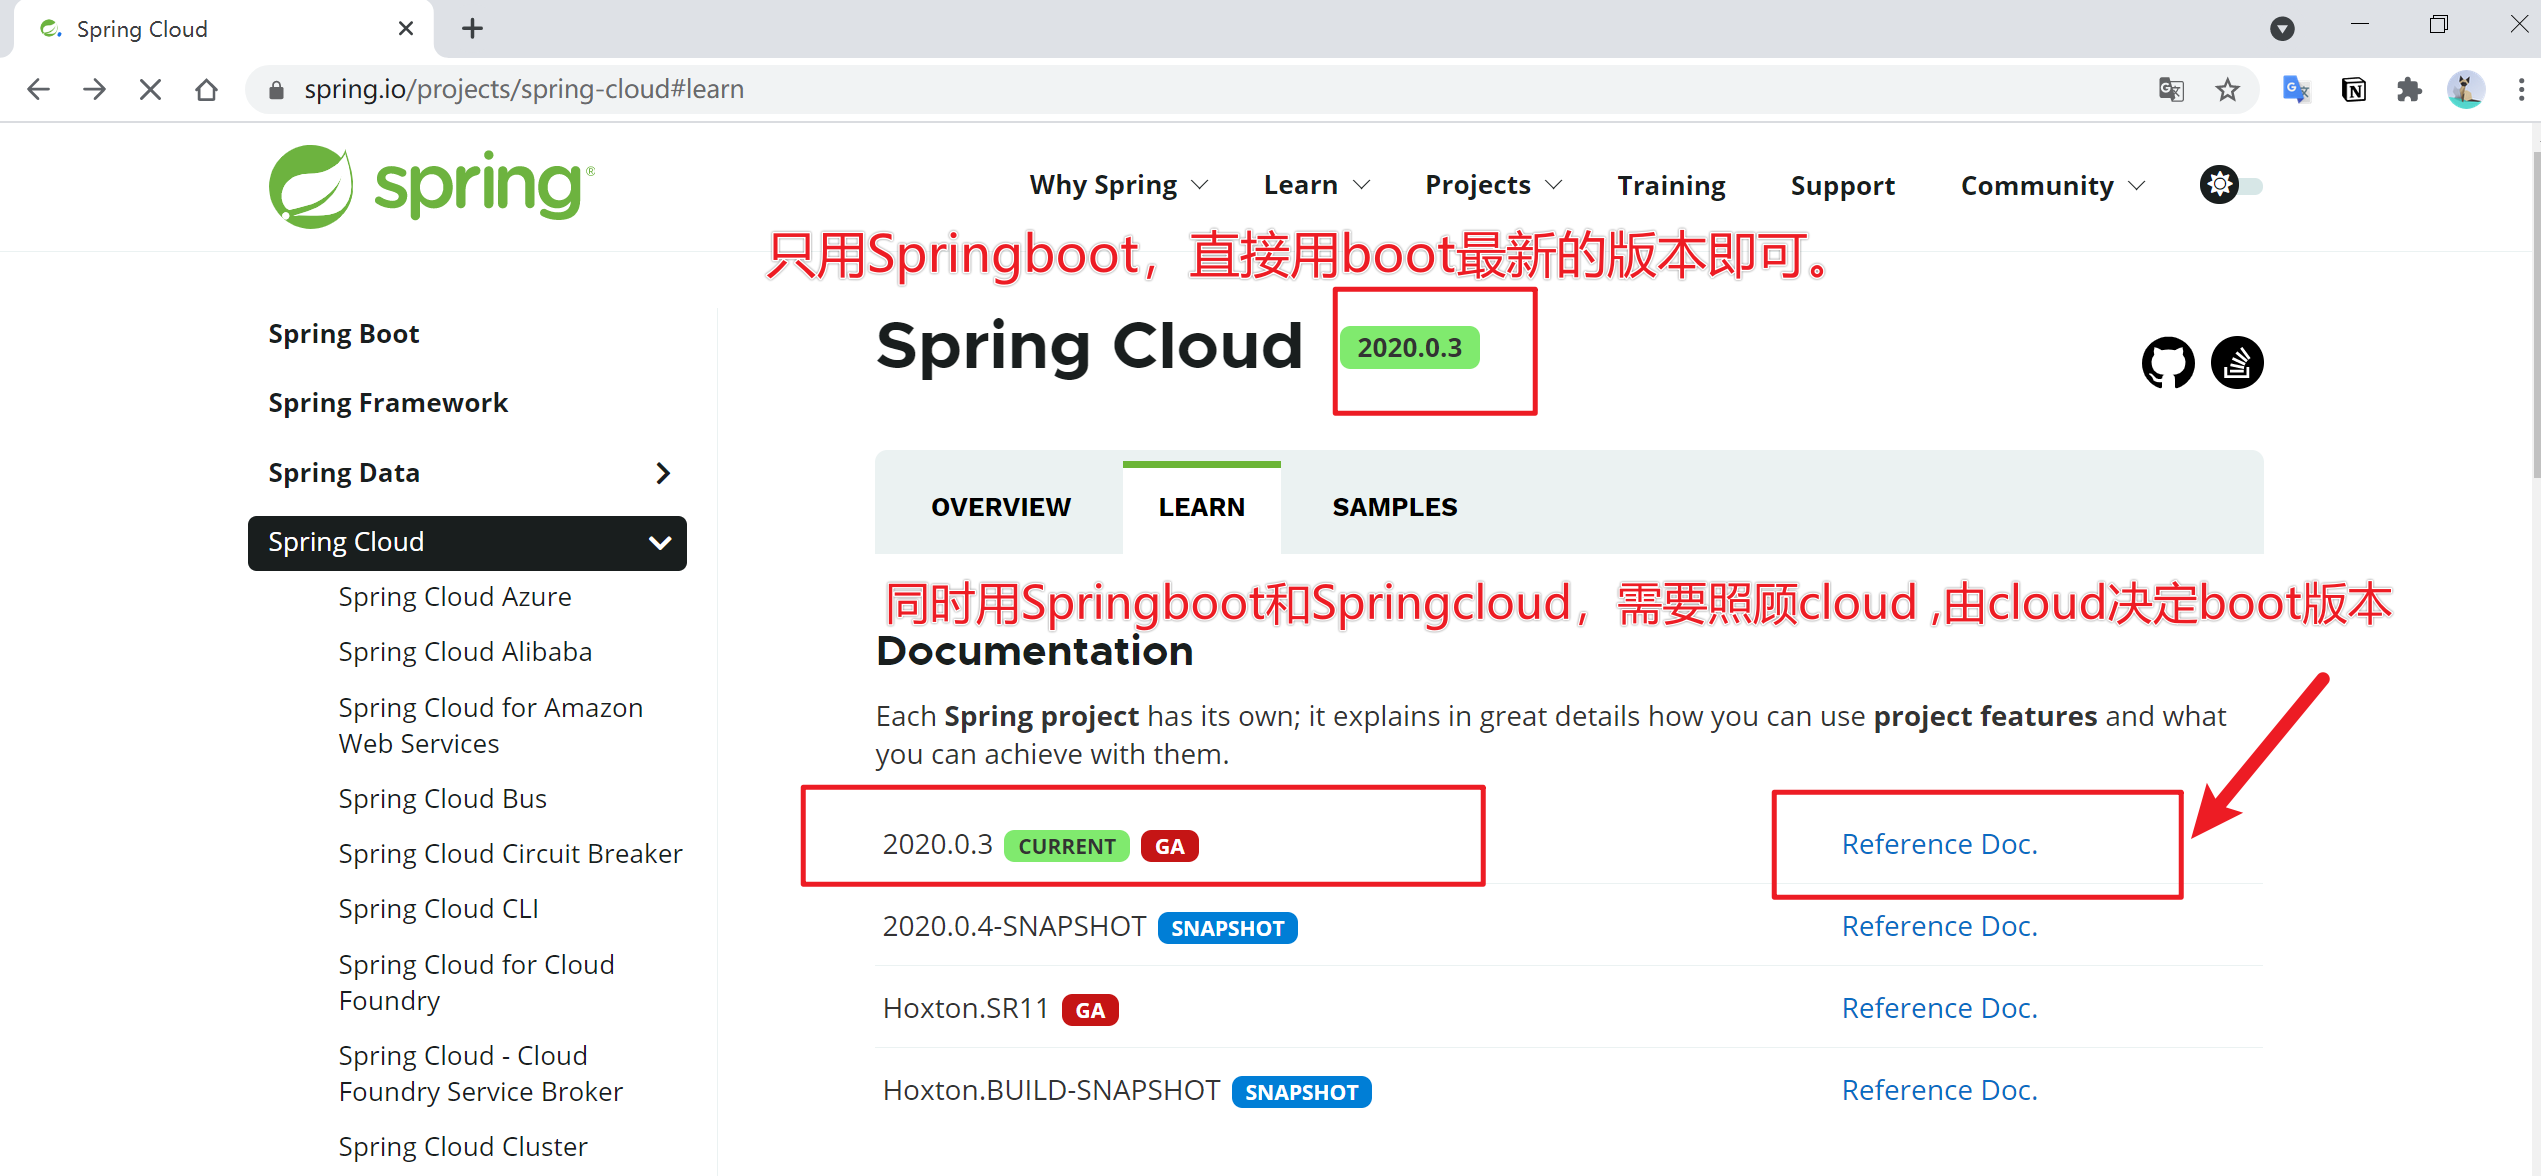 Spring Cloud
spring.io/projects/spring-cloud#learn
spring®
Why Spring
Learn
Projects
Training
Support
Community
只用Springboot，直接用boot最新的版本即可。
Spring Boot
Spring Framework
Spring Data
Spring Cloud
Spring Cloud Azure
Spring Cloud Alibaba
Spring Cloud for Amazon
Web Services
Spring Cloud Bus
Spring Cloud Circuit Breaker
Spring Cloud CLI
Spring Cloud for Cloud
Foundry
Spring Cloud - Cloud
Foundry Service Broker
Spring Cloud Cluster
Spring Cloud 2020.0.3
OVERVIEW
LEARN
SAMPLES
同时用Springboot和Springcloud，需要照顾cloud ,由cloud决定boot版本
Documentation
Each Spring project has its own; it explains in great details how you can use project features and what
you can achieve with them.
2020.0.3 CURRENT GA Reference Doc.
2020.0.4-SNAPSHOT SNAPSHOT Reference Doc.
Hoxton.SR11 GA Reference Doc.
Hoxton.BUILD-SNAPSHOT SNAPSHOT Reference Doc.